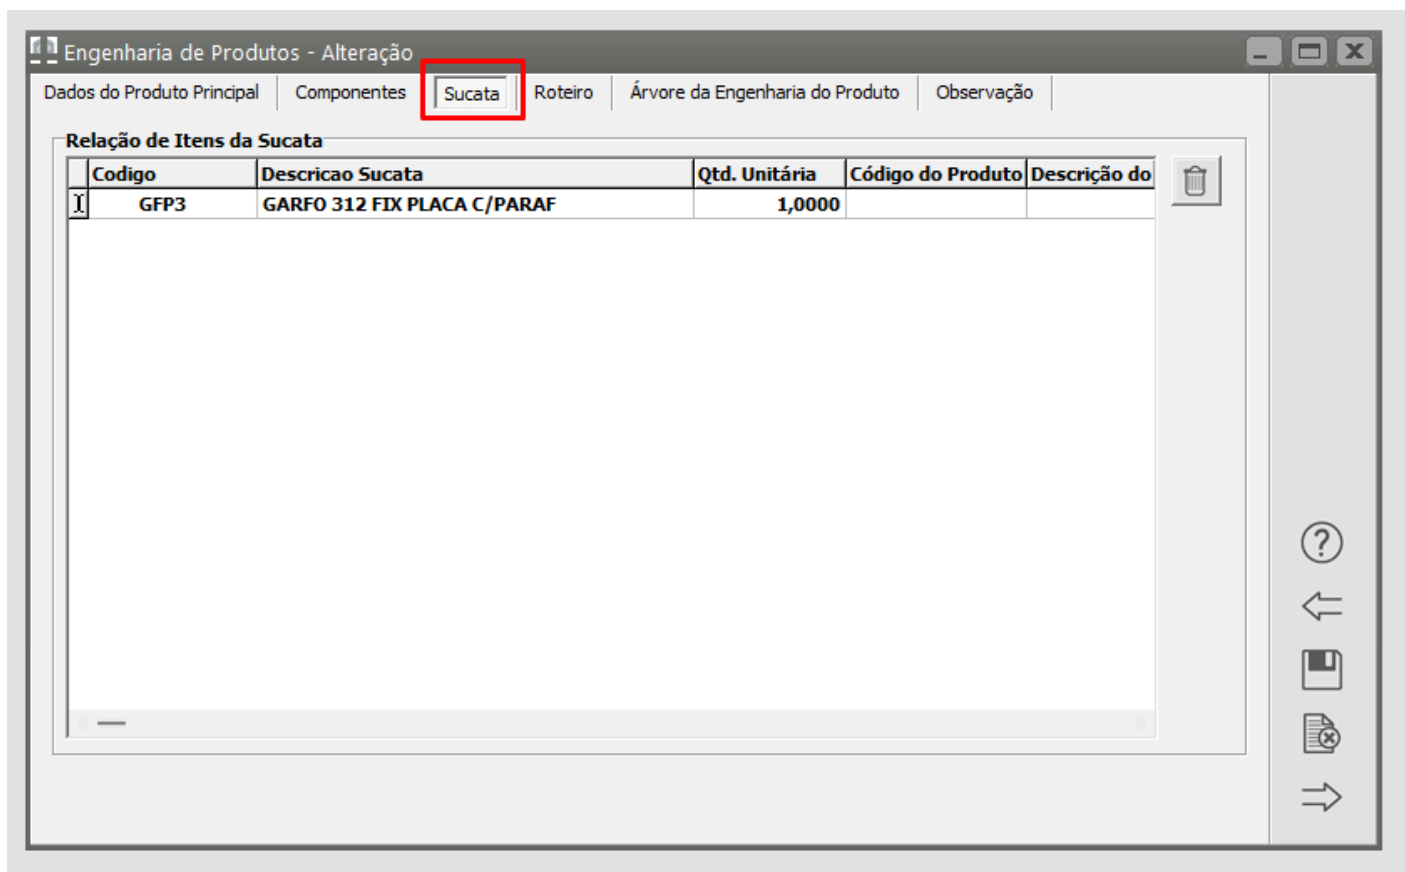 Engenharia de Produtos - Alteração
Dados do Produto Principal Componentes Sucata Roteiro Árvore da Engenharia do Produto Observação
Relação de Itens da Sucata
Codigo Descricao Sucata Qtd. Unitária Código do Produto Descrição do
GFP3 GARFO 312 FIX PLACA C/PARAF 1,0000